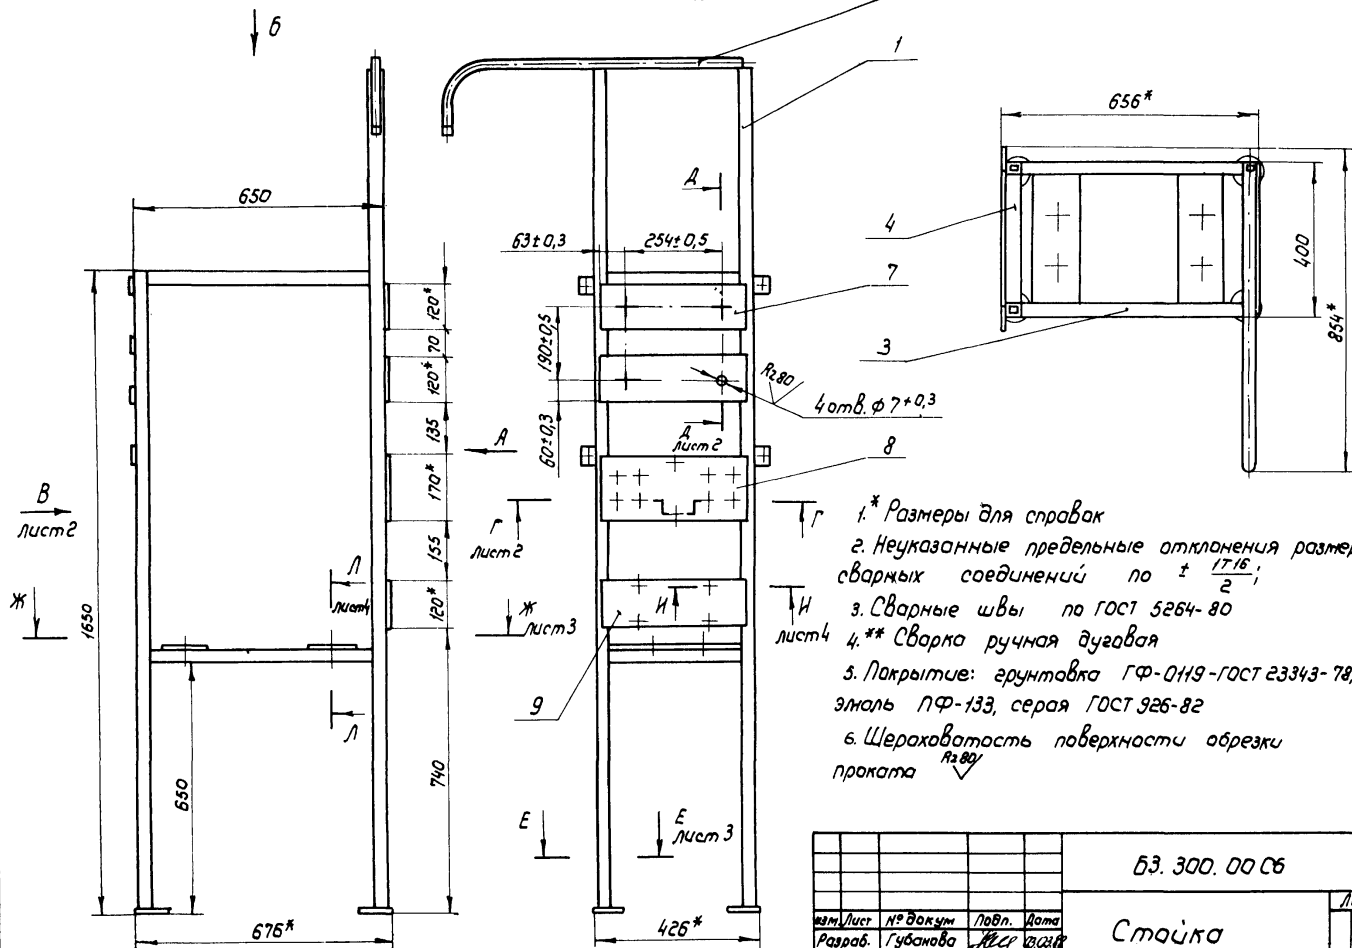 Б
1
656*
650
Д
63±0,3
254±0,5
4
7
400
854*
120*
70
120*
135
170*
155
120*
190±0,5
60±0,3
3
Rz80
4 отв. ф 7+0,3
Д
лист 2
А
8
В
лист 2
Г
лист 2
Г
Л
лист 4
Ж
Ж
лист 3
И
И
лист 4
1650
9
Л
650
740
Е
Е
лист 3
676*
426*
1.* Размеры для справок
2. Неуказанные предельные отклонения размер
сварных соединений по ± IT16/2;
3. Сварные швы по ГОСТ 5264-80
4.** Сварка ручная дуговая
5. Покрытие: грунтовка ГФ-0119-ГОСТ 23343-78,
эмаль ПФ-133, серая ГОСТ 926-82
6. Шераховатость поверхности обрезки
проката Rz80
БЗ. 300. 00 СБ
Стойка
Изм. Лист № докум Подп. Дата
Разраб. Губанова